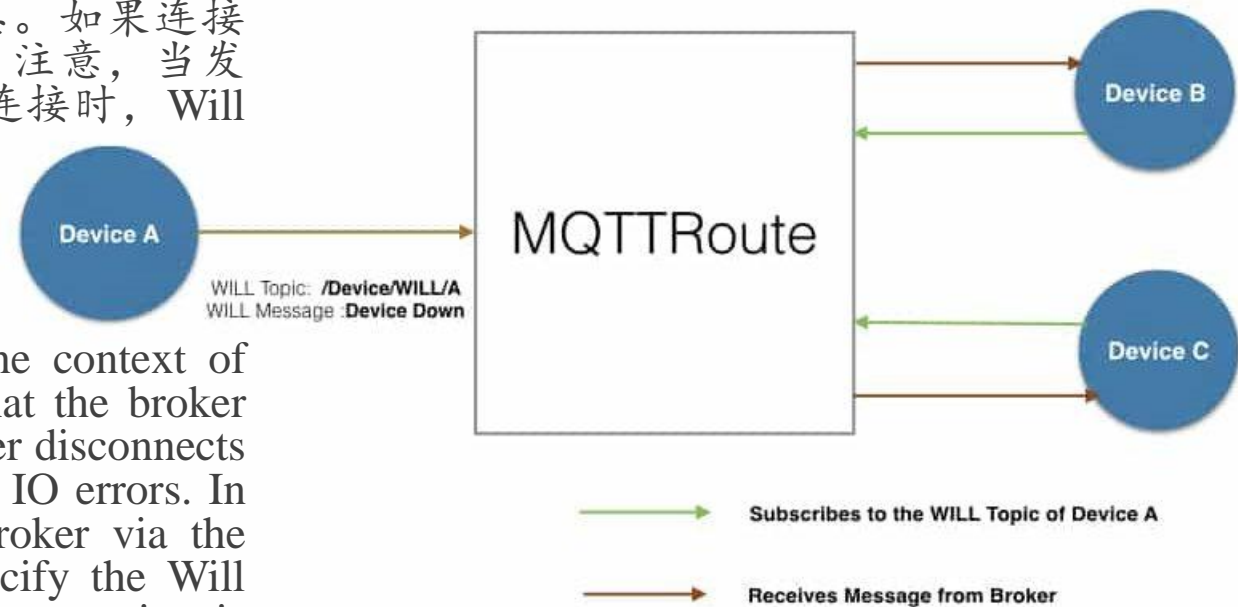 。如果连接
注意，当发
连接时，Will
Device B
MQTTRoute
Device A
WILL Topic: /Device/WILL/A
WILL Message :Device Down
Device C
context of
at the broker
er disconnects
IO errors. In
roker via the
cify the Will
Subscribes to the WILL Topic of Device A
Receives Message from Broker